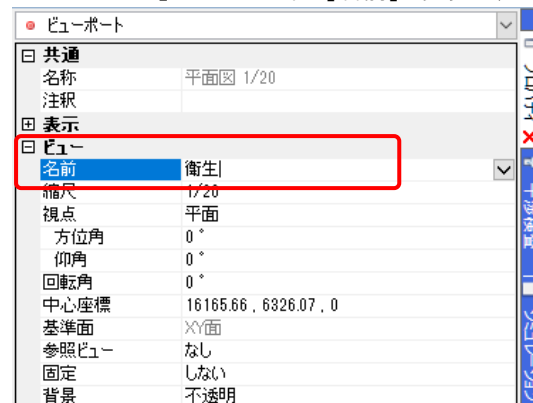 ビューポート
共通
名称 平面図 1/20
注釈
表示
ビュー
名前 衛生
縮尺 1/20
視点 平面
方位角 0 °
仰角 0 °
回転角 0 °
中心座標 16165.66 , 6326.07 , 0
基準面 XY面
参照ビュー なし
固定 しない
背景 不透明
干渉検査